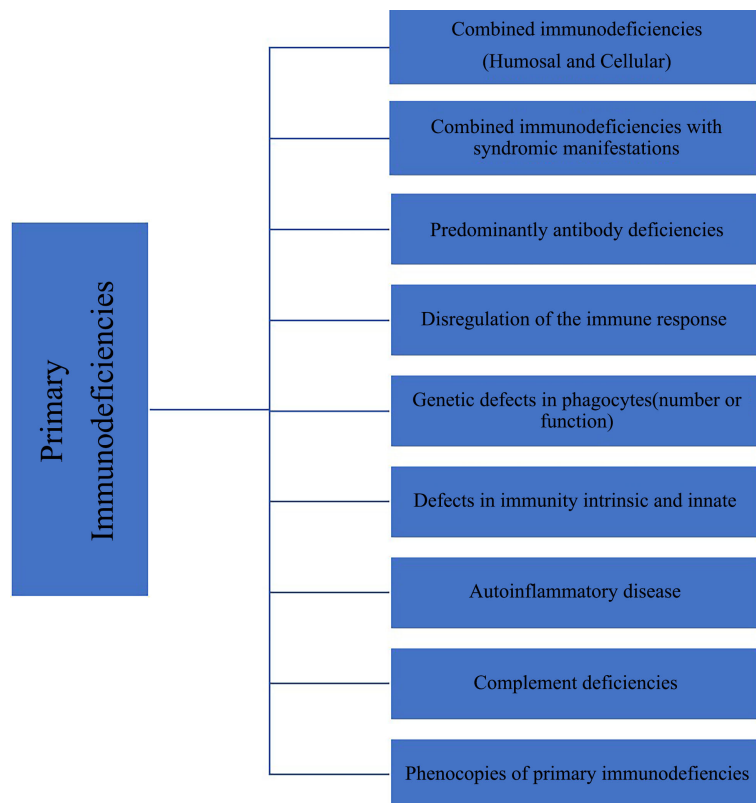 Primary
Immunodeficiencies
Combined immunodeficiencies
(Humosal and Cellular)
Combined immunodeficiencies with
syndromic manifestations
Predominantly antibody deficiencies
Disregulation of the immune response
Genetic defects in phagocytes(number or
function)
Defects in immunity intrinsic and innate
Autoinflammatory disease
Complement deficiencies
Phenocopies of primary immunodefiencies